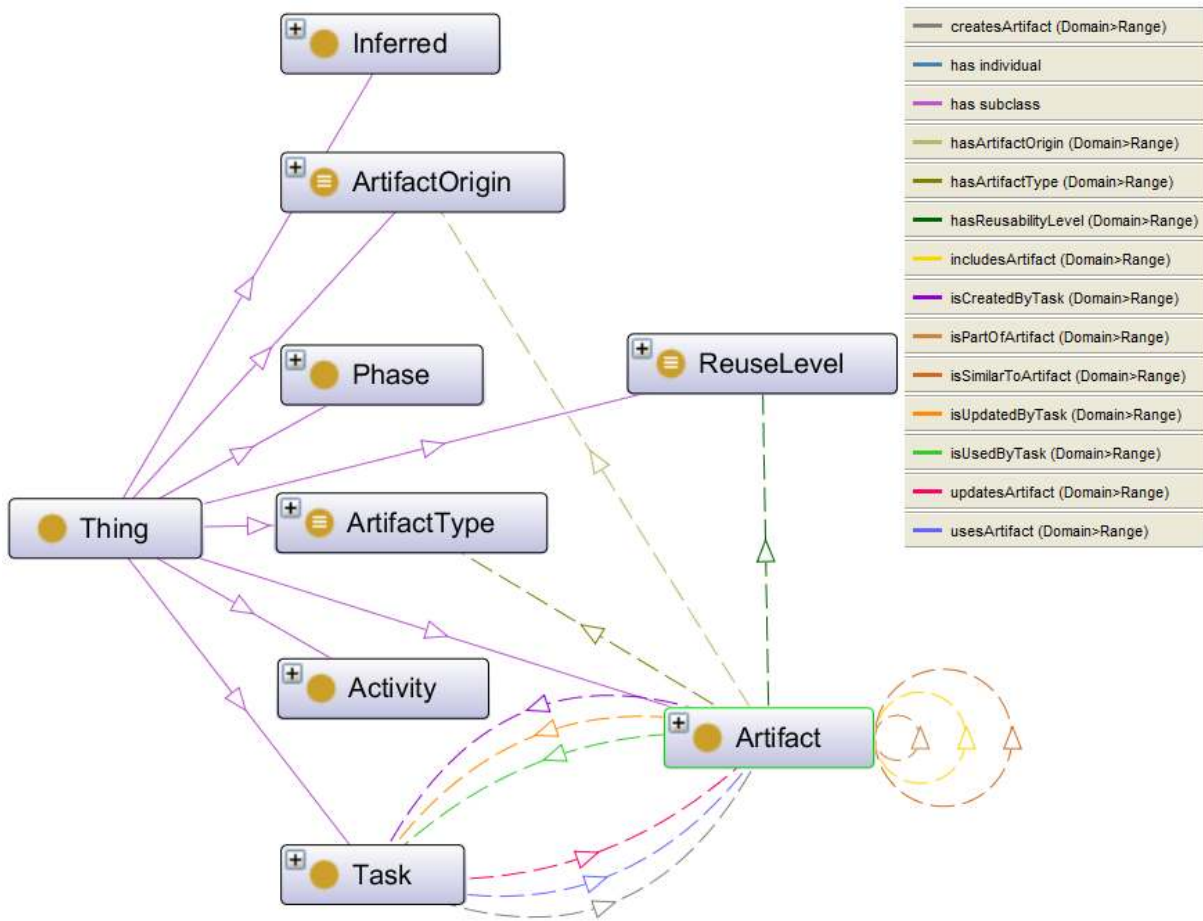 Inferred
ArtifactOrigin
Phase
ReuseLevel
Thing
ArtifactType
Activity
Artifact
Task
createsArtifact (Domain>Range)
has individual
has subclass
hasArtifactOrigin (Domain>Range)
hasArtifactType (Domain>Range)
hasReusabilityLevel (Domain>Range)
includesArtifact (Domain>Range)
isCreatedByTask (Domain>Range)
isPartOfArtifact (Domain>Range)
isSimilarToArtifact (Domain>Range)
isUpdatedByTask (Domain>Range)
isUsedByTask (Domain>Range)
updatesArtifact (Domain>Range)
usesArtifact (Domain>Range)